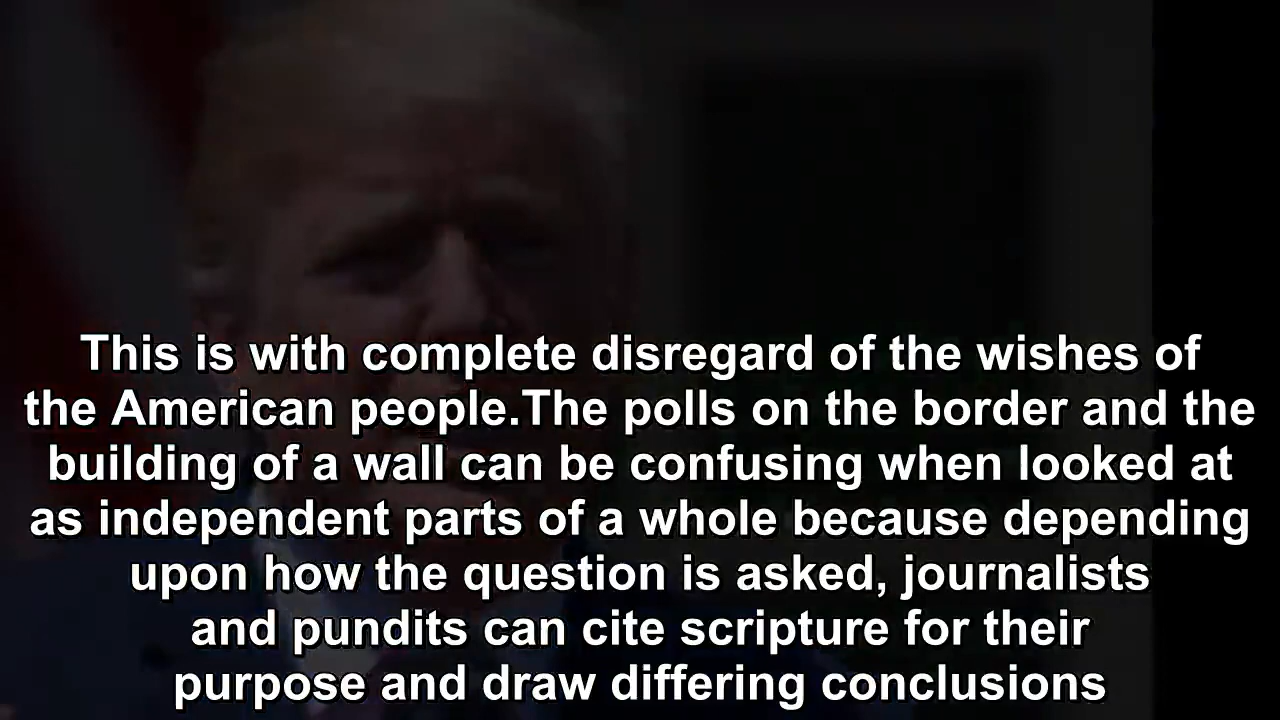 This is with complete disregard of the wishes of
the American people.The polls on the border and the
building of a wall can be confusing when looked at
as independent parts of a whole because depending
upon how the question is asked, journalists
and pundits can cite scripture for their
purpose and draw differing conclusions